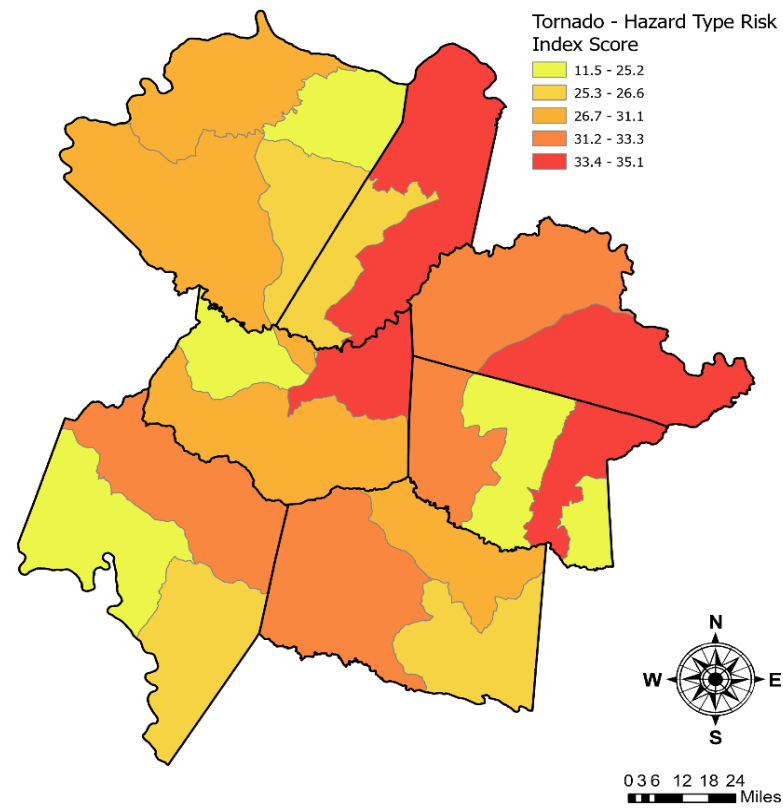 Tornado - Hazard Type Risk
Index Score
11.5 - 25.2
25.3 - 26.6
26.7 - 31.1
31.2 - 33.3
33.4 - 35.1
N
W E
S
0 3 6 12 18 24
Miles